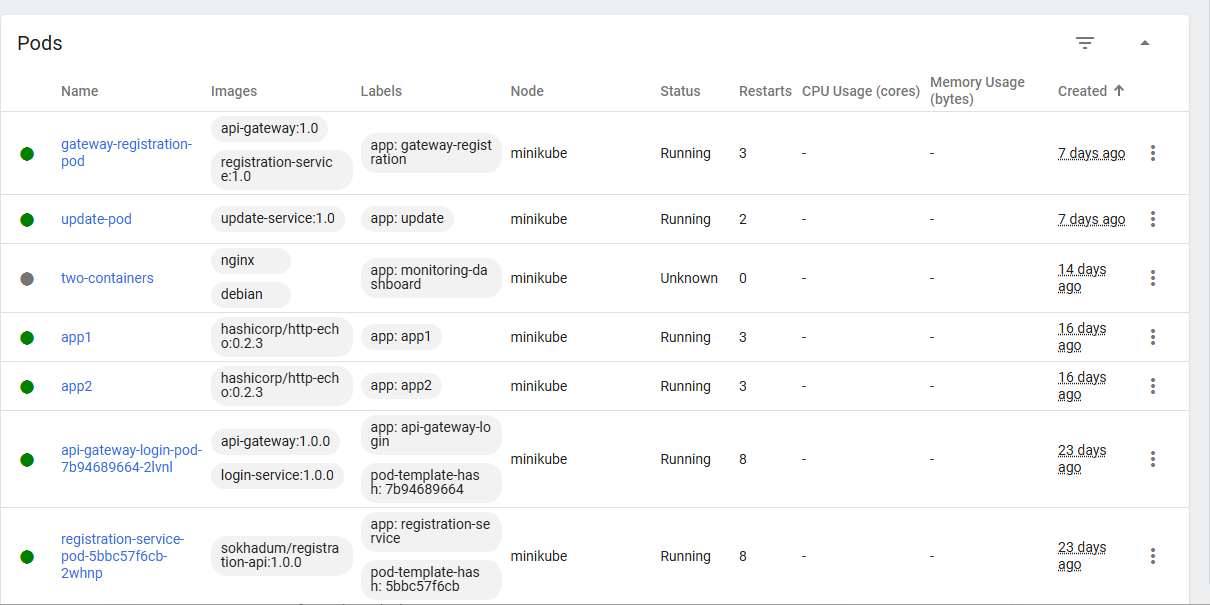 Pods
Name Images Labels Node Status Restarts CPU Usage (cores) Memory Usage
(bytes) Created
gateway-registration-
pod
api-gateway:1.0
registration-servic
e:1.0
app: gateway-regist
ration
minikube Running 3 - - 7 days ago
update-pod update-service:1.0 app: update minikube Running 2 - - 7 days ago
two-containers
nginx
debian
app: monitoring-da
shboard
minikube Unknown 0 - - 14 days
ago
app1
hashicorp/http-ech
o:0.2.3
app: app1 minikube Running 3 - - 16 days
ago
app2
hashicorp/http-ech
o:0.2.3
app: app2 minikube Running 3 - - 16 days
ago
api-gateway-login-pod-
7b94689664-2lvnl
api-gateway:1.0.0
login-service:1.0.0
app: api-gateway-lo
gin
pod-template-has
h: 7b94689664
minikube Running 8 - - 23 days
ago
registration-service-
pod-5bbc57f6cb-
2whnp
sokhadum/registra
tion-api:1.0.0
app: registration-se
rvice
pod-template-has
h: 5bbc57f6cb
minikube Running 8 - - 23 days
ago